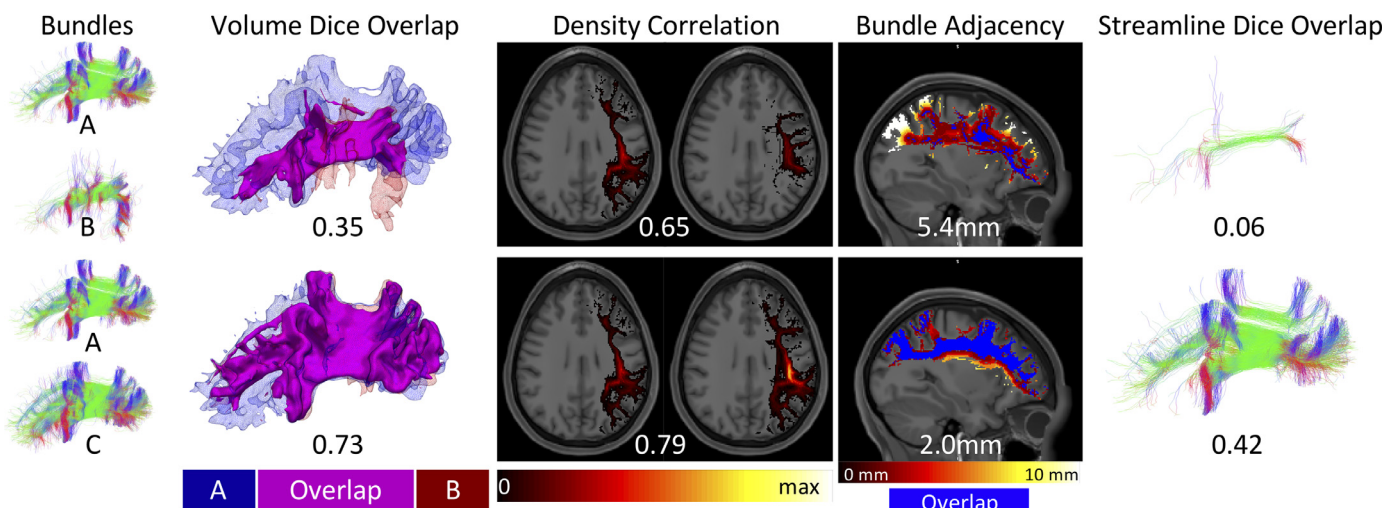 Bundles Volume Dice Overlap Density Correlation Bundle Adjacency Streamline Dice Overlap
A
B
0.35 0.65 5.4mm 0.06
A
C
0.73 0.79 2.0mm 0.42
0 mm 10 mm
A Overlap B 0 max
Overlap